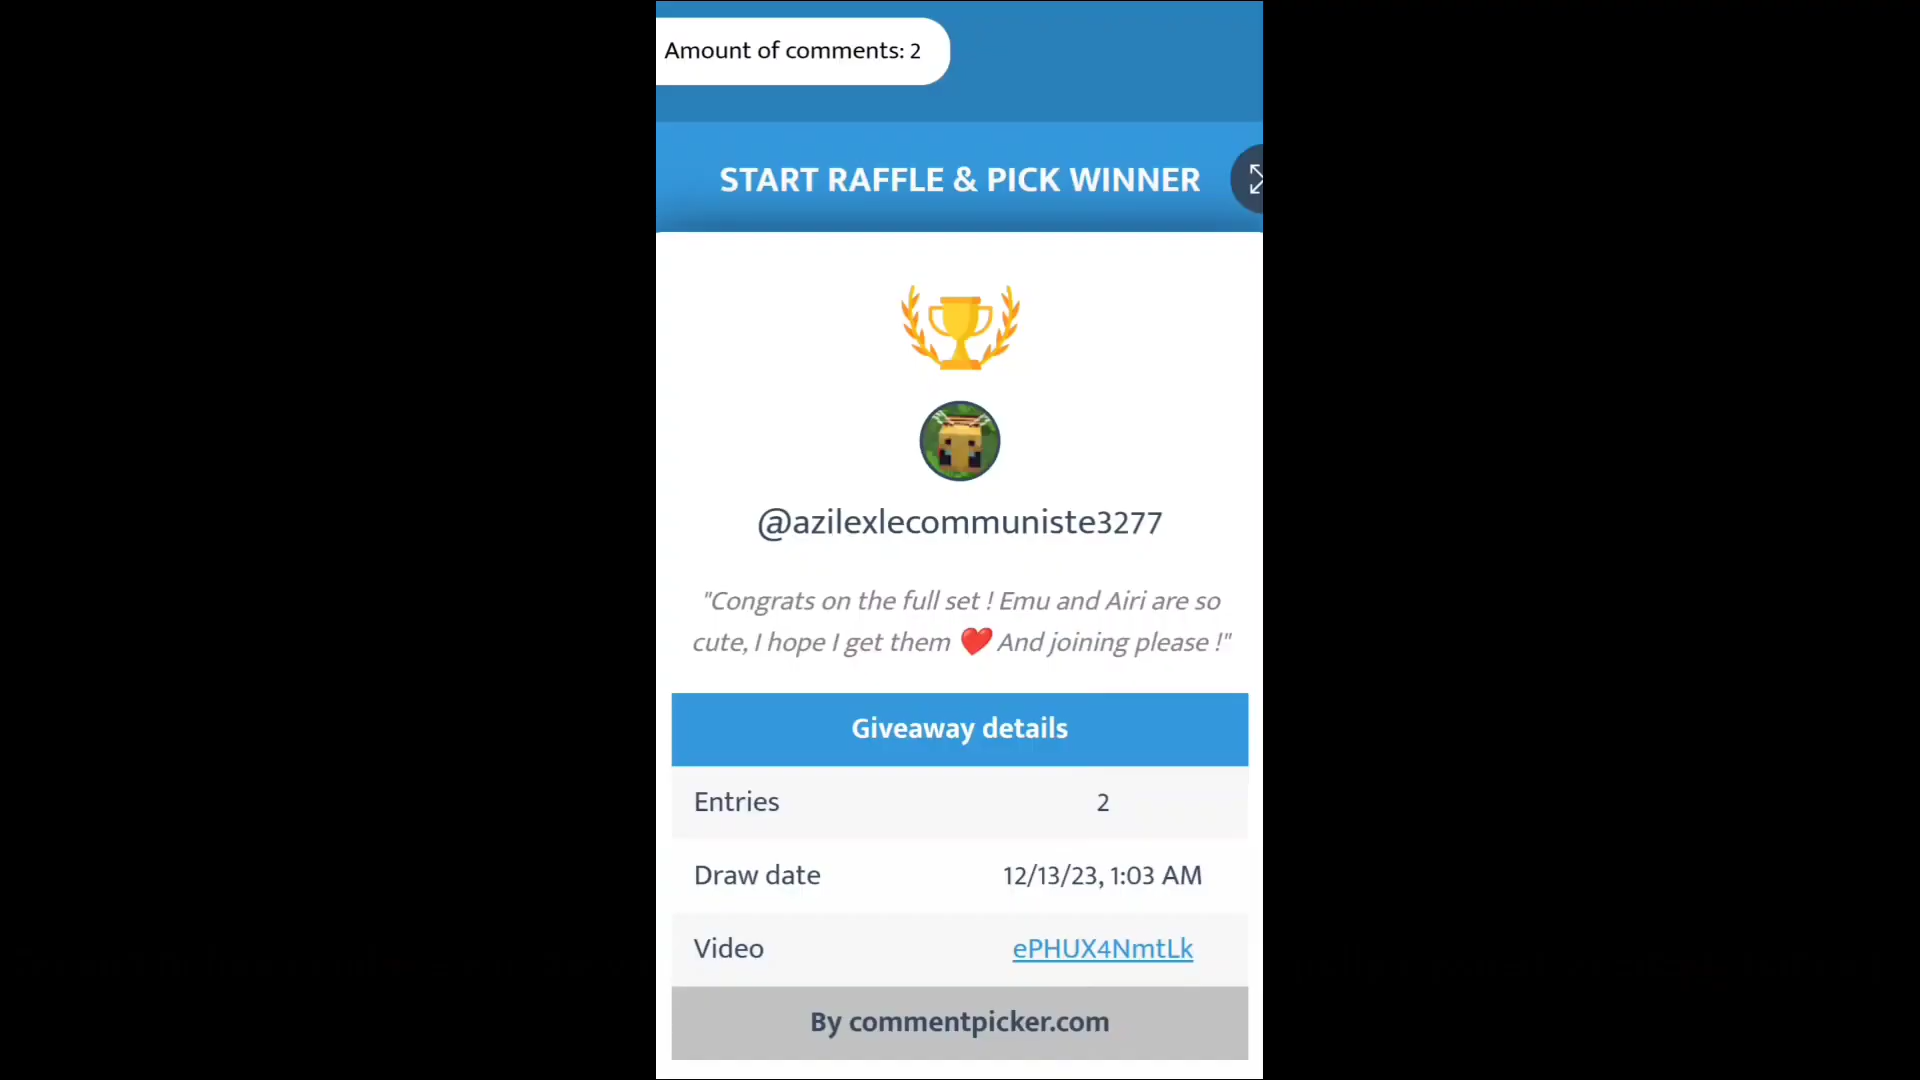 Amount of comments: 2
START RAFFLE & PICK WINNER
@azilexlecommuniste3277
"Congrats on the full set ! Emu and Airi are so
cute, I hope I get them ❤️ And joining please !"
Giveaway details
Entries 2
Draw date 12/13/23, 1:03 AM
Video ePHUX4NmtLk
By commentpicker.com